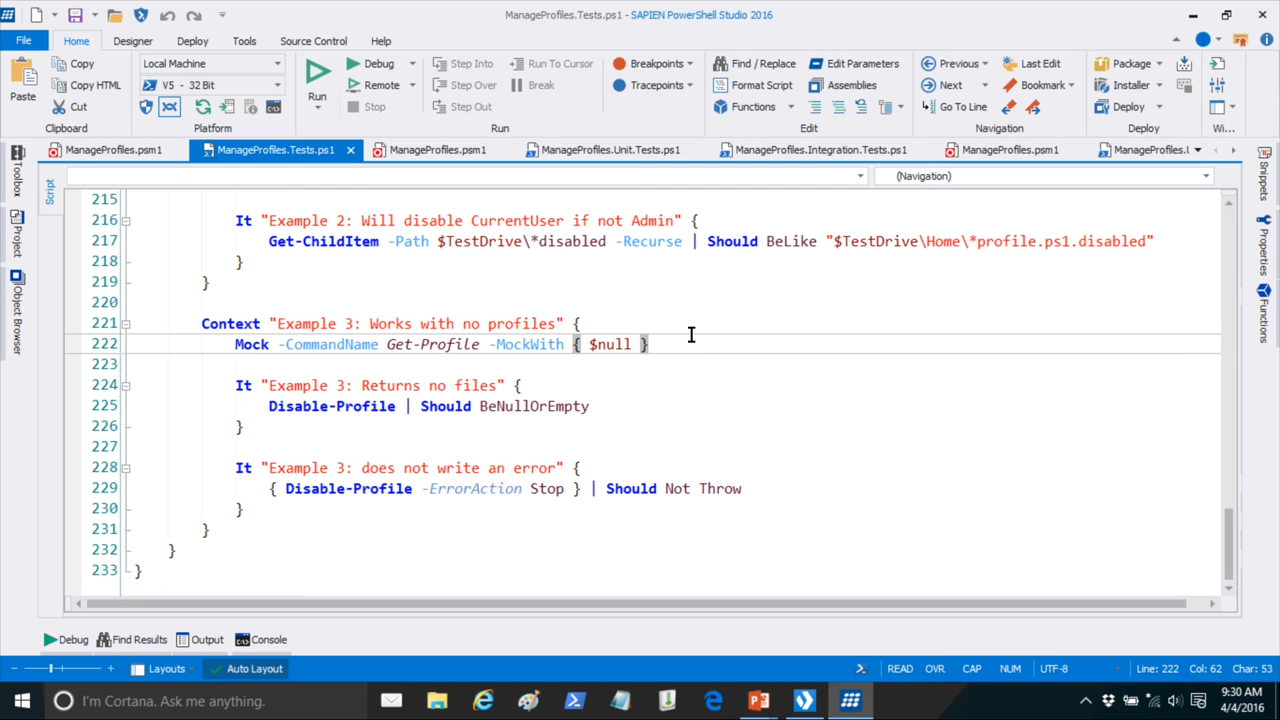 ManageProfiles.Tests.ps1 - SAPIEN PowerShell Studio 2016
File Home Designer Deploy Tools Source Control Help
Paste
Copy
Copy HTML
Cut
Clipboard
Local Machine
V5 - 32 Bit
Platform
Run
Debug
Remote
Stop
Step Into
Step Over
Step Out
Run To Cursor
Break
Run
Breakpoints
Tracepoints
Find / Replace
Format Script
Functions
Edit Parameters
Assemblies
Edit
Previous
Next
Go To Line
Last Edit
Bookmark
Navigation
Package
Installer
Deploy
Deploy
Wi...
ManageProfiles.psm1 ManageProfiles.Tests.ps1 ManageProfiles.psm1 ManageProfiles.Unit.Tests.ps1 ManageProfiles.Integration.Tests.ps1 ManageProfiles.psm1 ManageProfiles.U
Toolbox
Project
Object Browser
Script
(Navigation)
Snippets
Properties
Functions
215
216 It "Example 2: Will disable CurrentUser if not Admin" {
217 Get-ChildItem -Path $TestDrive\*disabled -Recurse | Should BeLike "$TestDrive\Home\*profile.ps1.disabled"
218 }
219 }
220
221 Context "Example 3: Works with no profiles" {
222 Mock -CommandName Get-Profile -MockWith { $null }
223
224 It "Example 3: Returns no files" {
225 Disable-Profile | Should BeNullOrEmpty
226 }
227
228 It "Example 3: does not write an error" {
229 { Disable-Profile -ErrorAction Stop } | Should Not Throw
230 }
231 }
232 }
233 }
Debug Find Results Output Console
Layouts Auto Layout READ OVR CAP NUM UTF-8 Line: 222 Col: 62 Char: 53
I'm Cortana. Ask me anything.
9:30 AM
4/4/2016